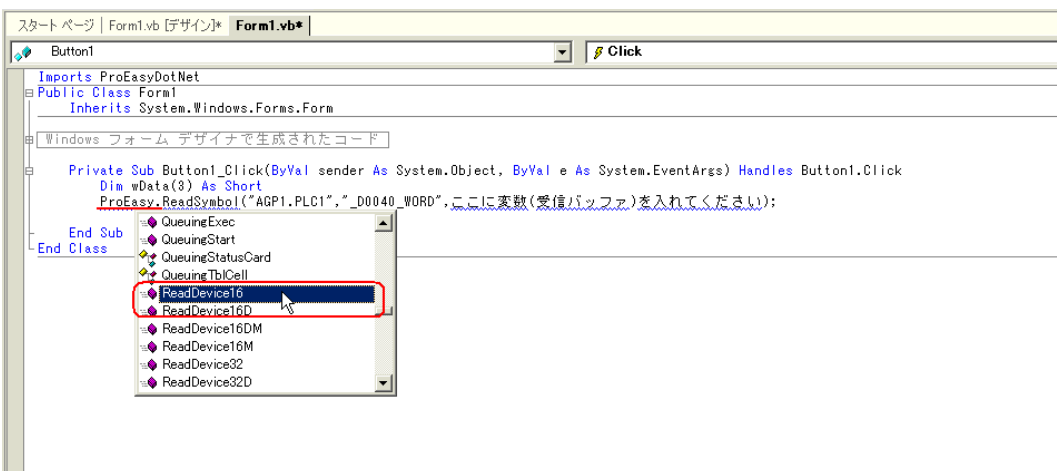 スタート ページ | Form1.vb [デザイン]* Form1.vb*
Button1 Click
Imports ProEasyDotNet
Public Class Form1
Inherits System.Windows.Forms.Form
Windows フォーム デザイナで生成されたコード
Private Sub Button1_Click(ByVal sender As System.Object, ByVal e As System.EventArgs) Handles Button1.Click
Dim wData(3) As Short
ProEasy.ReadSymbol("AGP1.PLC1","_D0040_WORD",ここに変数(受信バッファ)を入れてください);
End Sub
End Class
QueuingExec
QueuingStart
QueuingStatusCard
QueuingTblCell
ReadDevice16
ReadDevice16D
ReadDevice16DM
ReadDevice16M
ReadDevice32
ReadDevice32D